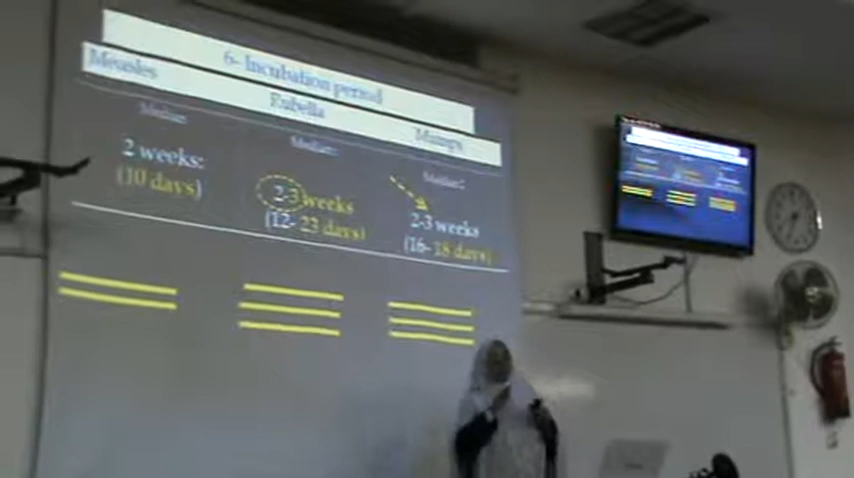 6- Incubation period
Measles
Rubella
Mumps
Median
Median:
Median:
2 weeks:
(10 days)
2-3 weeks
(12- 23 days)
2-3 weeks
(16- 18 days)